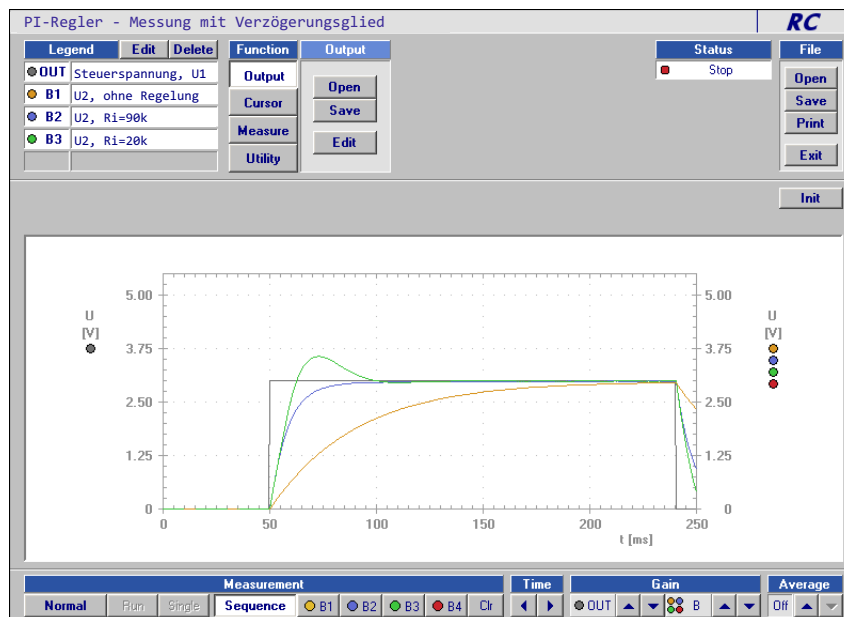 PI-Regler - Messung mit Verzögerungsglied
RC
Legend Edit Delete Function Output Status File
OUT Steuerspannung, U1 Output Open Stop Open
B1 U2, ohne Regelung Cursor Save Save
B2 U2, Ri=90k Measure Edit Print
B3 U2, Ri=20k Utility Exit
Init
5.00 5.00
U U
[V] [V]
3.75 3.75
2.50 2.50
1.25 1.25
0 0
0 50 100 150 200 250
t [ms]
Measurement Time Gain Average
Normal Run Single Sequence B1 B2 B3 B4 Clr OUT B Off